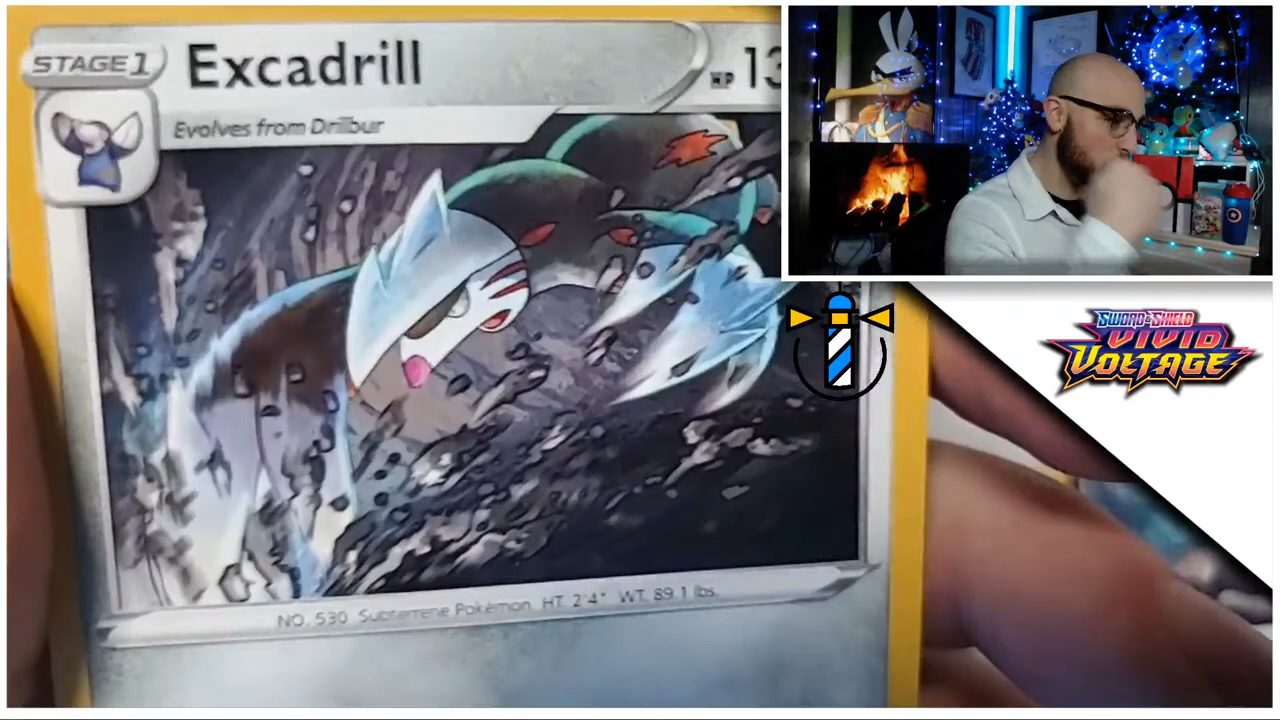 STAGE 1
Excadrill
HP 13
Evolves from Drilbur
NO. 530 Subterrene Pokémon HT. 2'4" WT. 89.1 lbs.
SWORD & SHIELD
VIVID
VOLTAGE